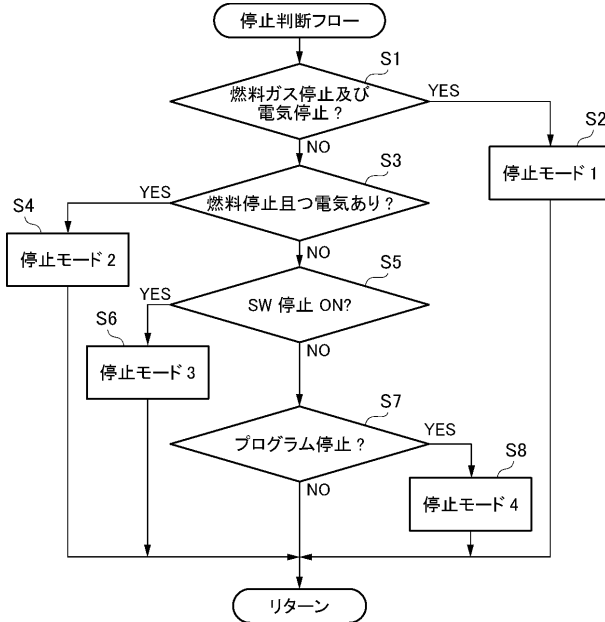 停止判断フロー
S1
燃料ガス停止及び
電気停止？
YES
NO
S2
停止モード1
S3
燃料停止且つ電気あり？
YES
NO
S4
停止モード2
S5
SW 停止 ON?
YES
NO
S6
停止モード3
S7
プログラム停止？
YES
NO
S8
停止モード4
リターン